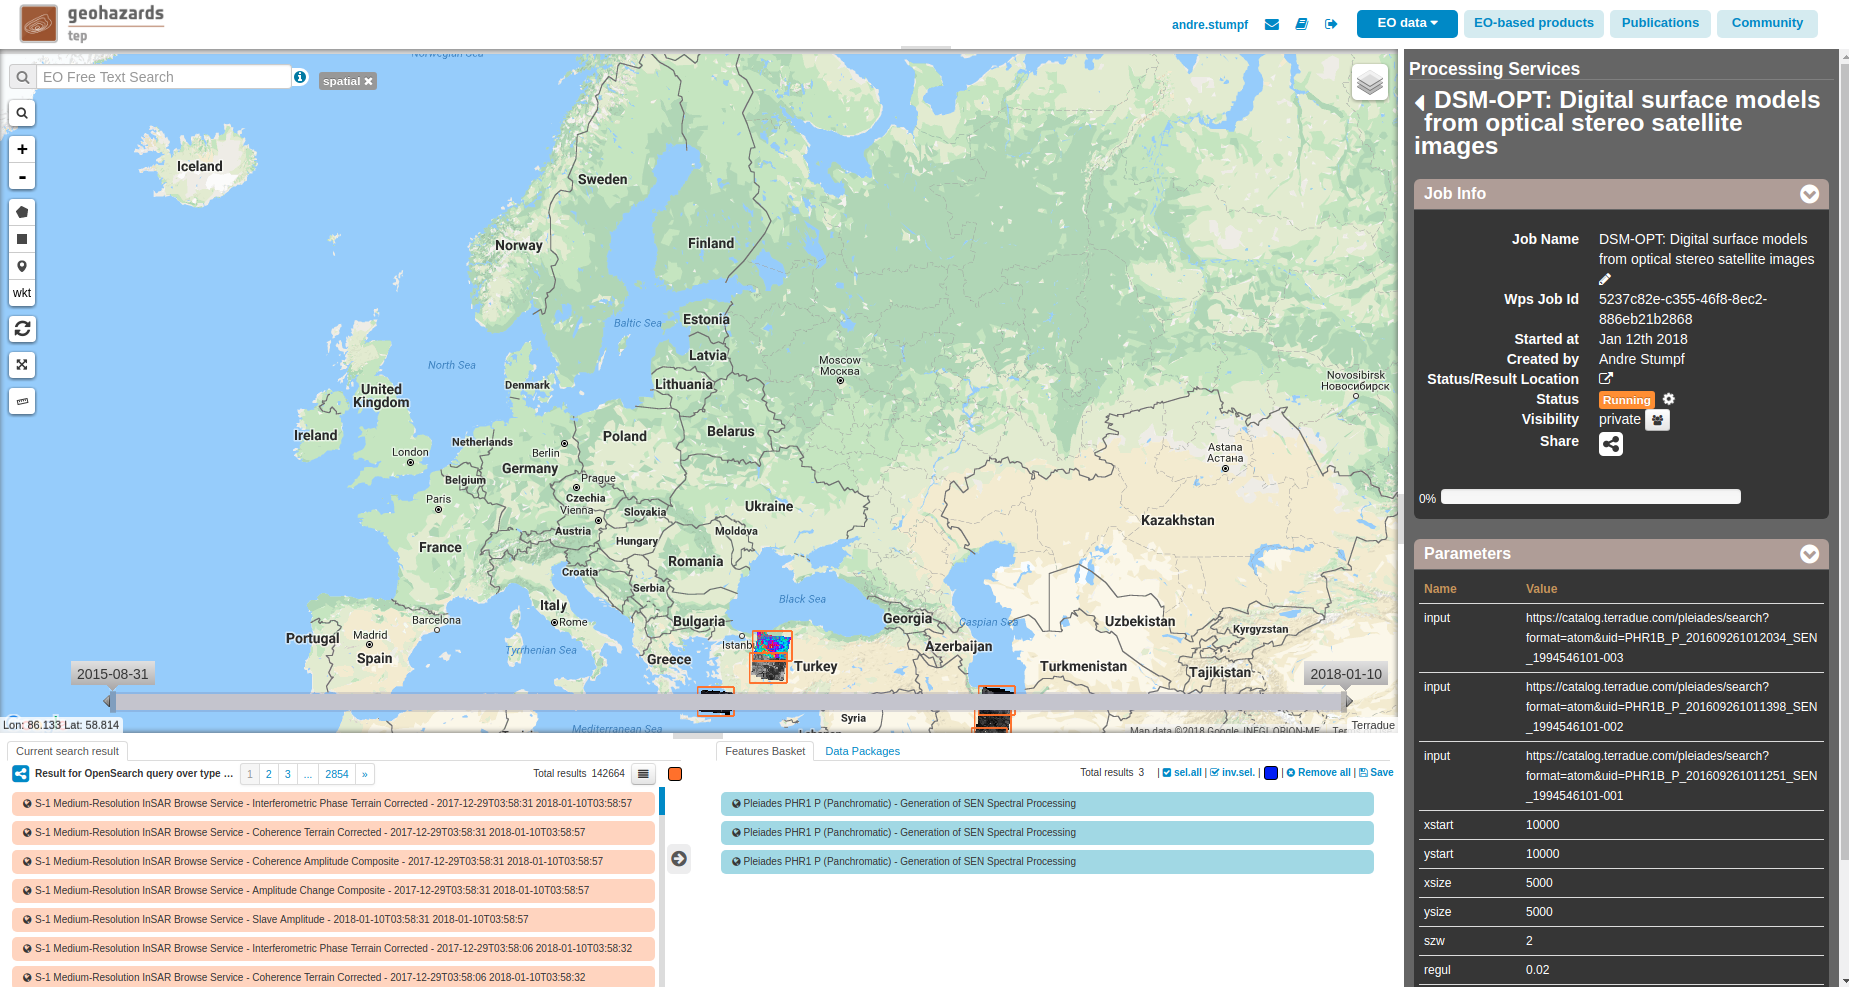 geohazards
tep
andre.stumpf
EO data
EO-based products
Publications
Community
Norwegian Sea
EO Free Text Search
spatial
+
-
wkt
Iceland
Sweden
Norway
Finland
Estonia
Baltic Sea
Latvia
Moscow
Москва
North Sea
Denmark
Lithuania
Novosibirsk
Новосибирск
United
Kingdom
Ireland
Netherlands
Poland
Belarus
London
Berlin
Astana
Астана
Germany
Belgium
Prague
Paris
Czechia
Vienna
Slovakia
Ukraine
Kazakhstan
Austria
Moldova
France
Hungary
Romania
Croatia
Serbia
Italy
Black Sea
Barcelona
Rome
Bulgaria
Georgia
Caspian Sea
Uzbekistan
Kyrgyzstan
Portugal
Madrid
Istanb
Spain
Tyrrhenian Sea
Greece
Turkey
Azerbaijan
Turkmenistan
Tajikistan
2015-08-31
2018-01-10
Syria
Mediterranean Sea
Lon: 86.133 Lat: 58.814
Terradue
Map data ©2018 Google, INEGI, ORION-ME
Processing Services
DSM-OPT: Digital surface models
from optical stereo satellite
images
Job Info
Job Name DSM-OPT: Digital surface models
from optical stereo satellite images
Wps Job Id 5237c82e-c355-46f8-8ec2-
886eb21b2868
Started at Jan 12th 2018
Created by Andre Stumpf
Status/Result Location
Status Running
Visibility private
Share
0%
Parameters
Name Value
input https://catalog.terradue.com/pleiades/search?
format=atom&uid=PHR1B_P_201609261012034_SEN
_1994546101-003
input https://catalog.terradue.com/pleiades/search?
format=atom&uid=PHR1B_P_201609261011398_SEN
_1994546101-002
input https://catalog.terradue.com/pleiades/search?
format=atom&uid=PHR1B_P_201609261011251_SEN
_1994546101-001
xstart 10000
ystart 10000
xsize 5000
ysize 5000
szw 2
regul 0.02
Current search result
Result for OpenSearch query over type ...
1 2 3 ... 2854 »
Total results 142664
S-1 Medium-Resolution InSAR Browse Service - Interferometric Phase Terrain Corrected - 2017-12-29T03:58:31 2018-01-10T03:58:57
S-1 Medium-Resolution InSAR Browse Service - Coherence Terrain Corrected - 2017-12-29T03:58:31 2018-01-10T03:58:57
S-1 Medium-Resolution InSAR Browse Service - Coherence Amplitude Composite - 2017-12-29T03:58:31 2018-01-10T03:58:57
S-1 Medium-Resolution InSAR Browse Service - Amplitude Change Composite - 2017-12-29T03:58:31 2018-01-10T03:58:57
S-1 Medium-Resolution InSAR Browse Service - Slave Amplitude - 2018-01-10T03:58:31 2018-01-10T03:58:57
S-1 Medium-Resolution InSAR Browse Service - Interferometric Phase Terrain Corrected - 2017-12-29T03:58:06 2018-01-10T03:58:32
S-1 Medium-Resolution InSAR Browse Service - Coherence Terrain Corrected - 2017-12-29T03:58:06 2018-01-10T03:58:32
Features Basket
Data Packages
Total results 3 | sel.all | inv.sel. | | Remove all | Save
Pleiades PHR1 P (Panchromatic) - Generation of SEN Spectral Processing
Pleiades PHR1 P (Panchromatic) - Generation of SEN Spectral Processing
Pleiades PHR1 P (Panchromatic) - Generation of SEN Spectral Processing